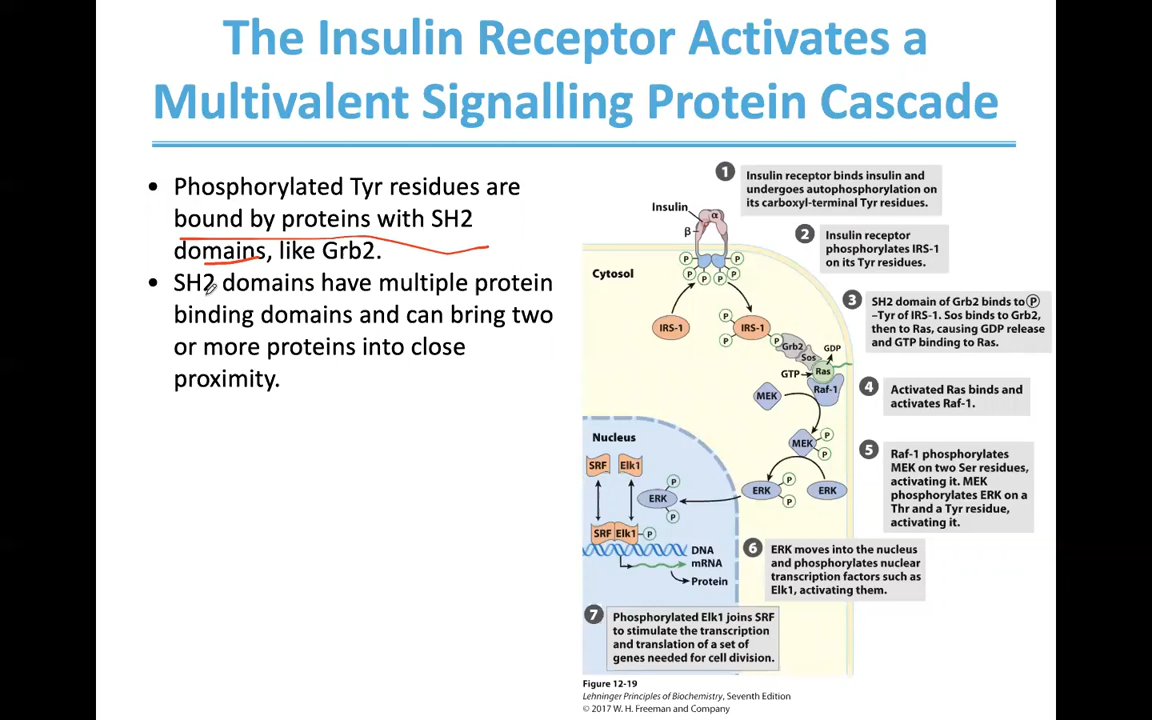 The Insulin Receptor Activates a
Multivalent Signalling Protein Cascade
• Phosphorylated Tyr residues are
bound by proteins with SH2
domains, like Grb2.
• SH2 domains have multiple protein
binding domains and can bring two
or more proteins into close
proximity.
1
Insulin receptor binds insulin and
undergoes autophosphorylation on
its carboxyl-terminal Tyr residues.
Insulin
α
β
2
Insulin receptor
phosphorylates IRS-1
on its Tyr residues.
P P
P P P P
Cytosol
3
SH2 domain of Grb2 binds to Ⓟ
–Tyr of IRS-1. Sos binds to Grb2,
then to Ras, causing GDP release
and GTP binding to Ras.
IRS-1
P
IRS-1
P P
Grb2
Sos
GDP
GTP
Ras
Raf-1
4
Activated Ras binds and
activates Raf-1.
MEK
MEK
P
P
5
Raf-1 phosphorylates
MEK on two Ser residues,
activating it. MEK
phosphorylates ERK on a
Thr and a Tyr residue,
activating it.
Nucleus
SRF Elk1
P
ERK
P
P
ERK
P
ERK
SRF Elk1 P
DNA
mRNA
Protein
6
ERK moves into the nucleus
and phosphorylates nuclear
transcription factors such as
Elk1, activating them.
7
Phosphorylated Elk1 joins SRF
to stimulate the transcription
and translation of a set of
genes needed for cell division.
Figure 12-19
Lehninger Principles of Biochemistry, Seventh Edition
© 2017 W. H. Freeman and Company